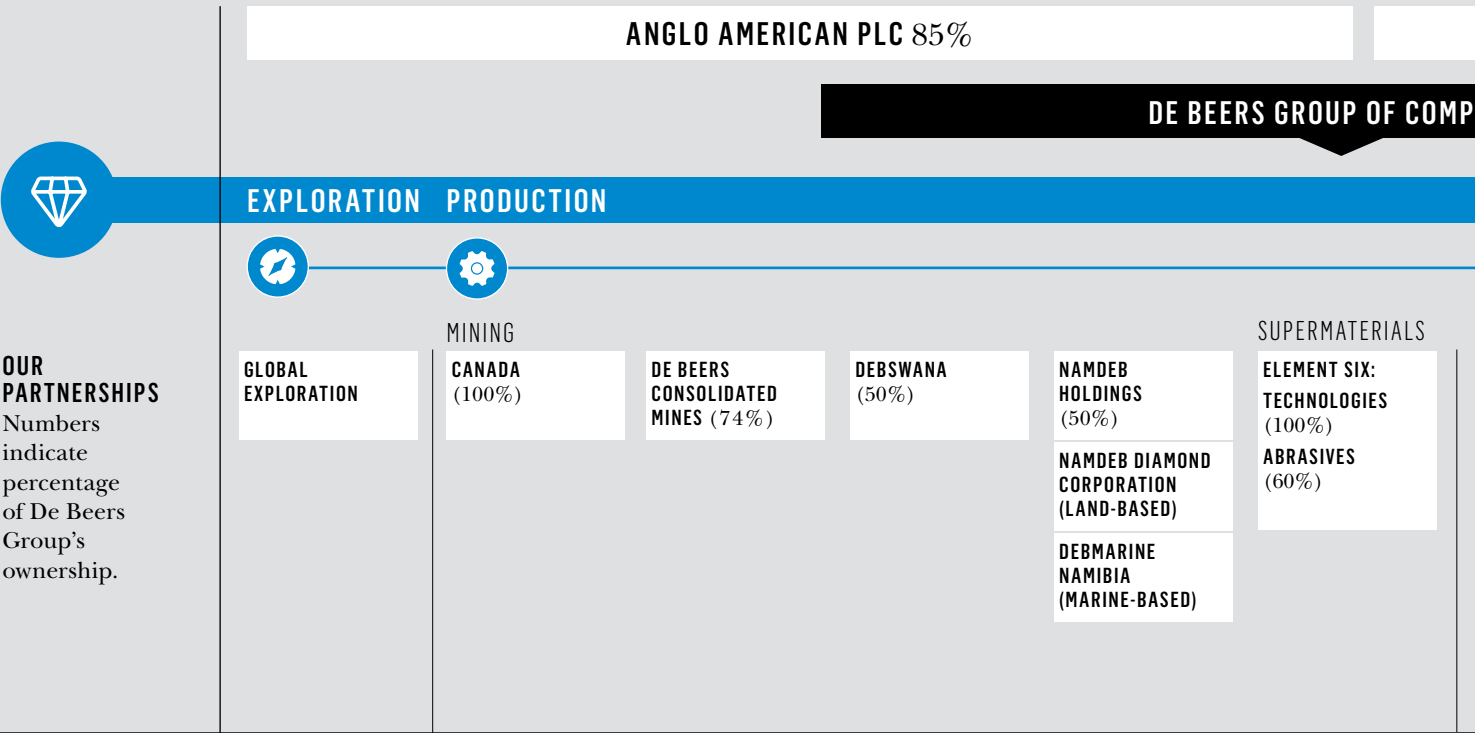 ANGLO AMERICAN PLC 85%
DE BEERS GROUP OF COMP
EXPLORATION PRODUCTION
OUR
PARTNERSHIPS
Numbers
indicate
percentage
of De Beers
Group's
ownership.
GLOBAL
EXPLORATION
MINING
CANADA
(100%)
DE BEERS
CONSOLIDATED
MINES (74%)
DEBSWANA
(50%)
NAMDEB
HOLDINGS
(50%)
NAMDEB DIAMOND
CORPORATION
(LAND-BASED)
DEBMARINE
NAMIBIA
(MARINE-BASED)
SUPERMATERIALS
ELEMENT SIX:
TECHNOLOGIES
(100%)
ABRASIVES
(60%)